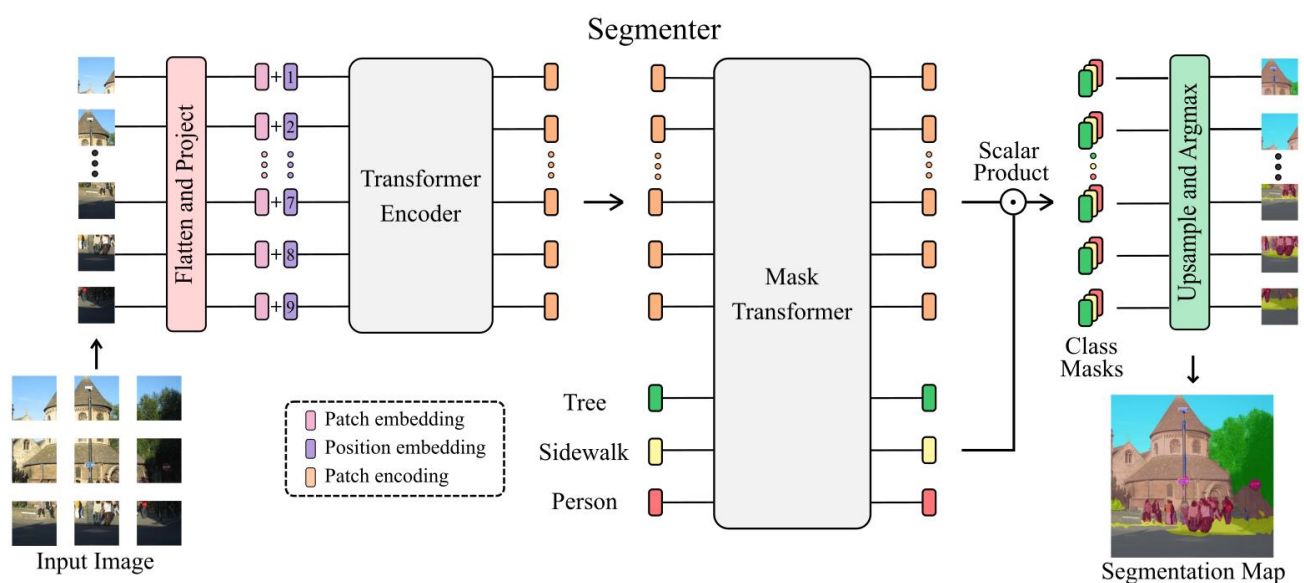 Segmenter
Flatten and Project
+ 1
+ 2
+ 7
+ 8
+ 9
Transformer
Encoder
Mask
Transformer
Scalar
Product
Upsample and Argmax
Class
Masks
Patch embedding
Position embedding
Patch encoding
Tree
Sidewalk
Person
Input Image
Segmentation Map